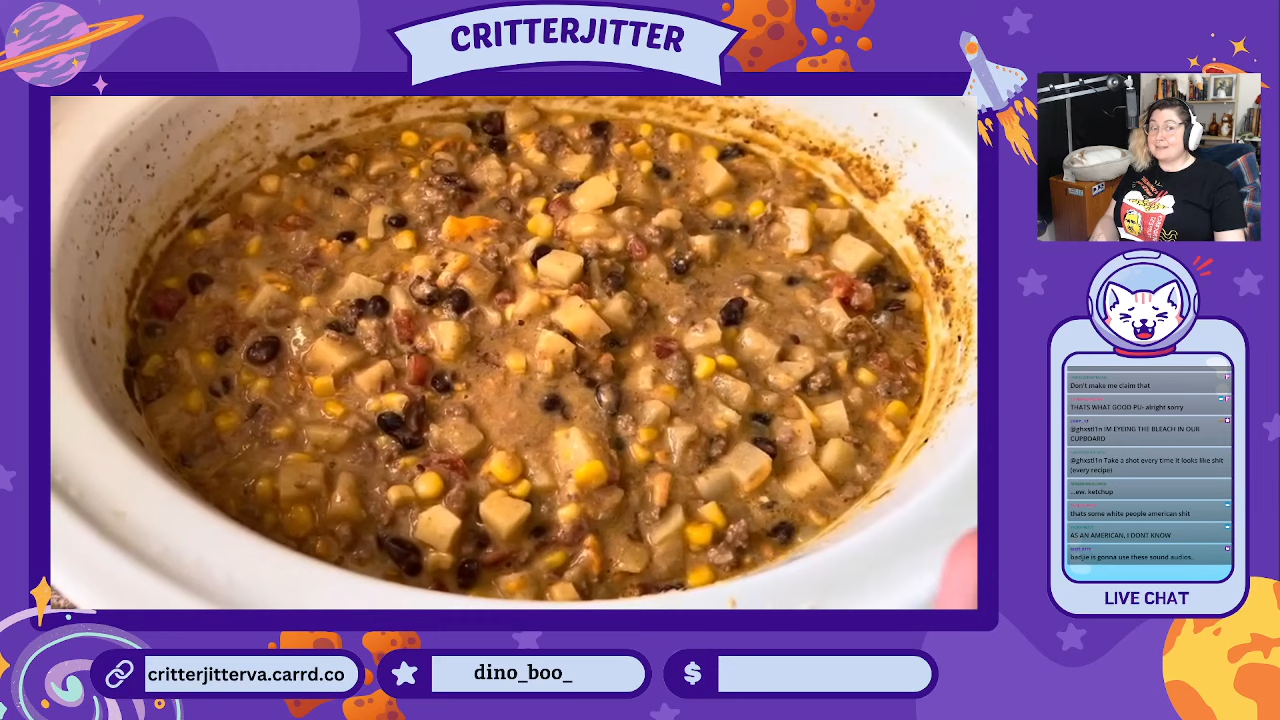 CRITTERJITTER
Don't make me claim that
THATS WHAT GOOD PU- alright sorry
@ghxstl1n IM EYEING THE BLEACH IN OUR
CUPBOARD
@ghxstl1n Take a shot every time it looks like shit
(every recipe)
...ew. ketchup
thats some white people american shit
AS AN AMERICAN, I DONT KNOW
badjie is gonna use these sound audios,
LIVE CHAT
critterjitterva.carrd.co
dino_boo_
$